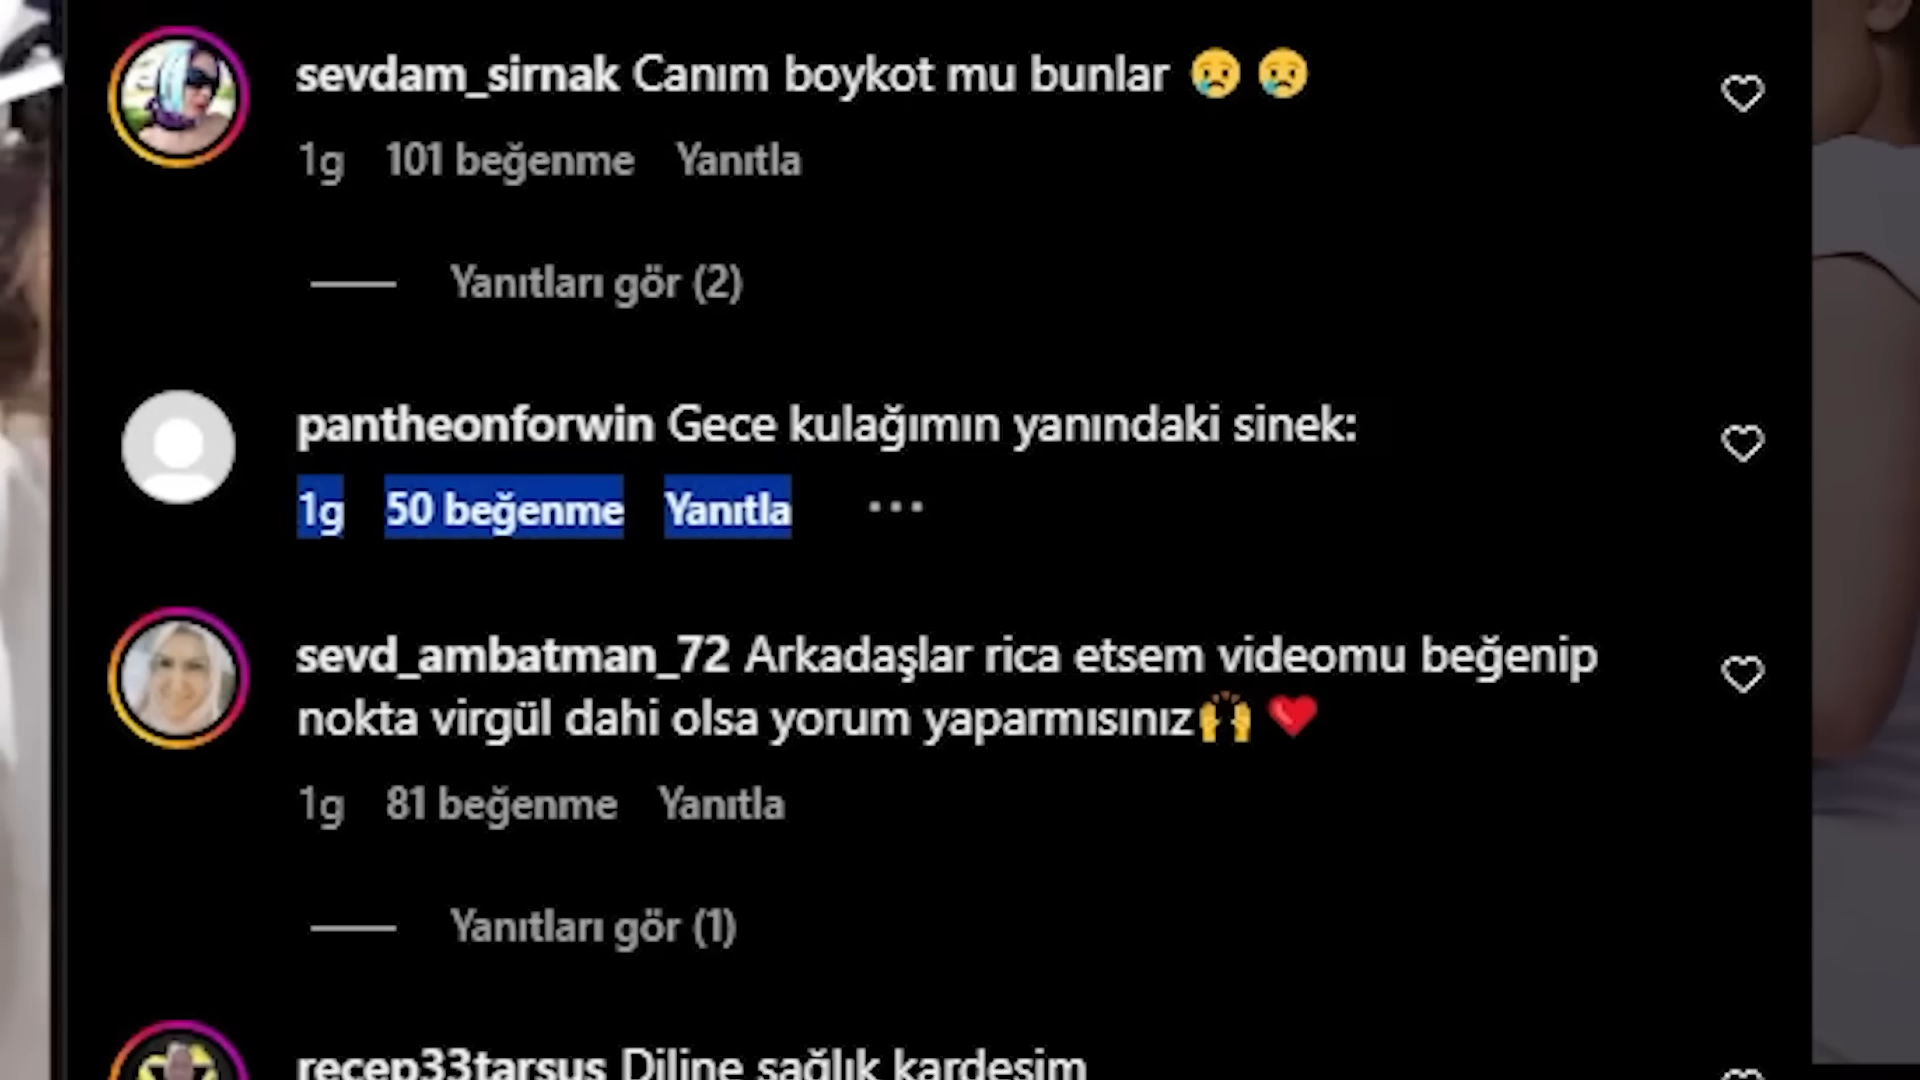 sevdam_sirnak Canım boykot mu bunlar 😢 😢
1g 101 beğenme Yanıtla
Yanıtları gör (2)
pantheonforwin Gece kulağımın yanındaki sinek:
1g 50 beğenme Yanıtla ...
sevd_ambatman_72 Arkadaşlar rica etsem videomu beğenip
nokta virgül dahi olsa yorum yaparmısınız🙌 ❤️
1g 81 beğenme Yanıtla
Yanıtları gör (1)
recep33tarsus Diline sağlık kardeşim